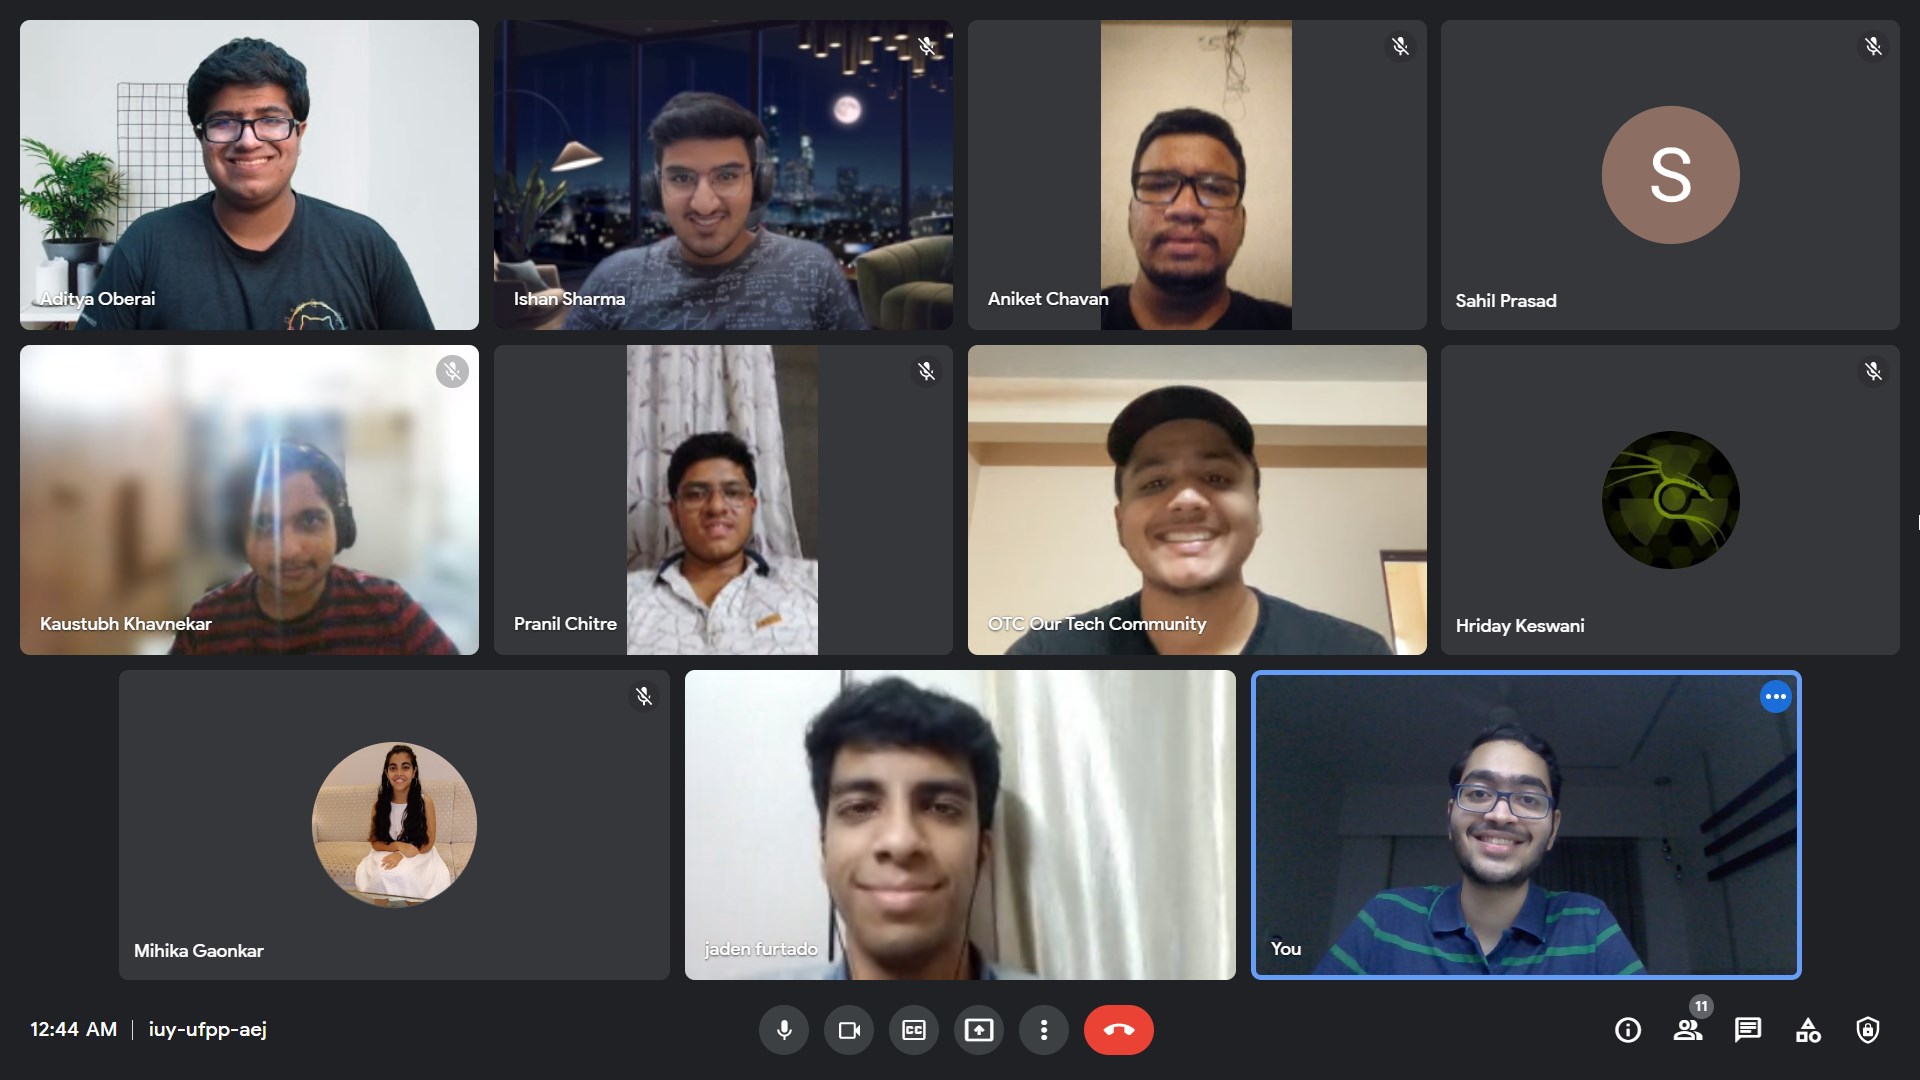 Aditya Oberai
Ishan Sharma
Aniket Chavan
S
Sahil Prasad
Kaustubh Khavnekar
Pranil Chitre
OTC Our Tech Community
Hriday Keswani
Mihika Gaonkar
jaden furtado
You
12:44 AM | iuy-ufpp-aej
CC
11